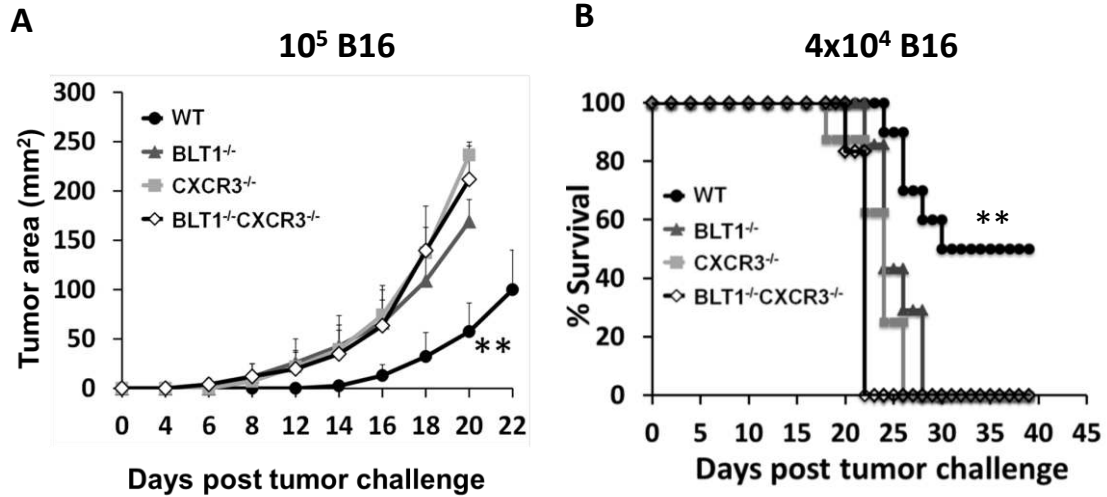 A
10⁵ B16
300
250
200
150
100
50
0
Tumor area (mm²)
WT
BLT1⁻/⁻
CXCR3⁻/⁻
BLT1⁻/⁻CXCR3⁻/⁻
**
0 4 6 8 12 14 16 18 20 22
Days post tumor challenge
B
4x10⁴ B16
100
80
60
40
20
0
% Survival
WT
BLT1⁻/⁻
CXCR3⁻/⁻
BLT1⁻/⁻CXCR3⁻/⁻
**
0 5 10 15 20 25 30 35 40 45
Days post tumor challenge